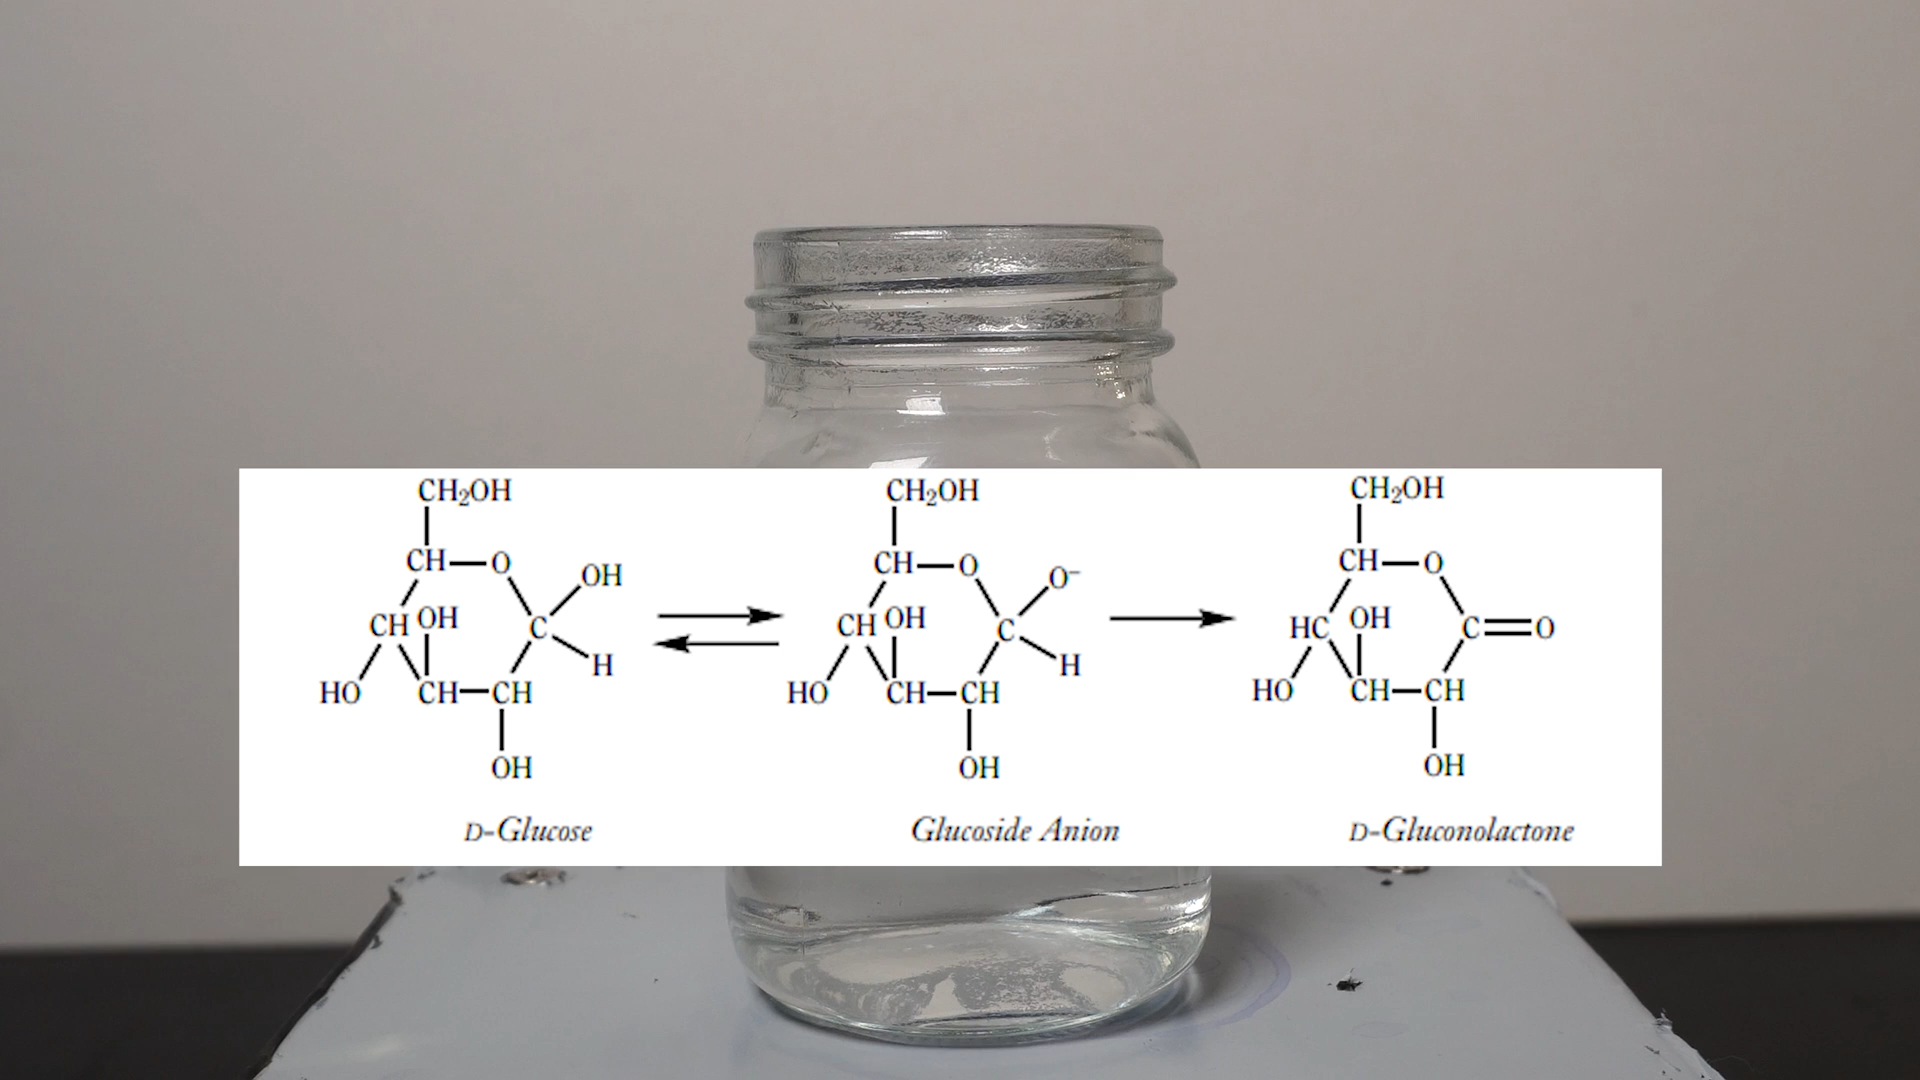 CH₂OH CH₂OH CH₂OH
CH—O CH—O CH—O
OH O⁻
CH OH C CH OH C HC OH C=O
H H
HO CH—CH HO CH—CH HO CH—CH
OH OH OH
D-Glucose Glucoside Anion D-Gluconolactone